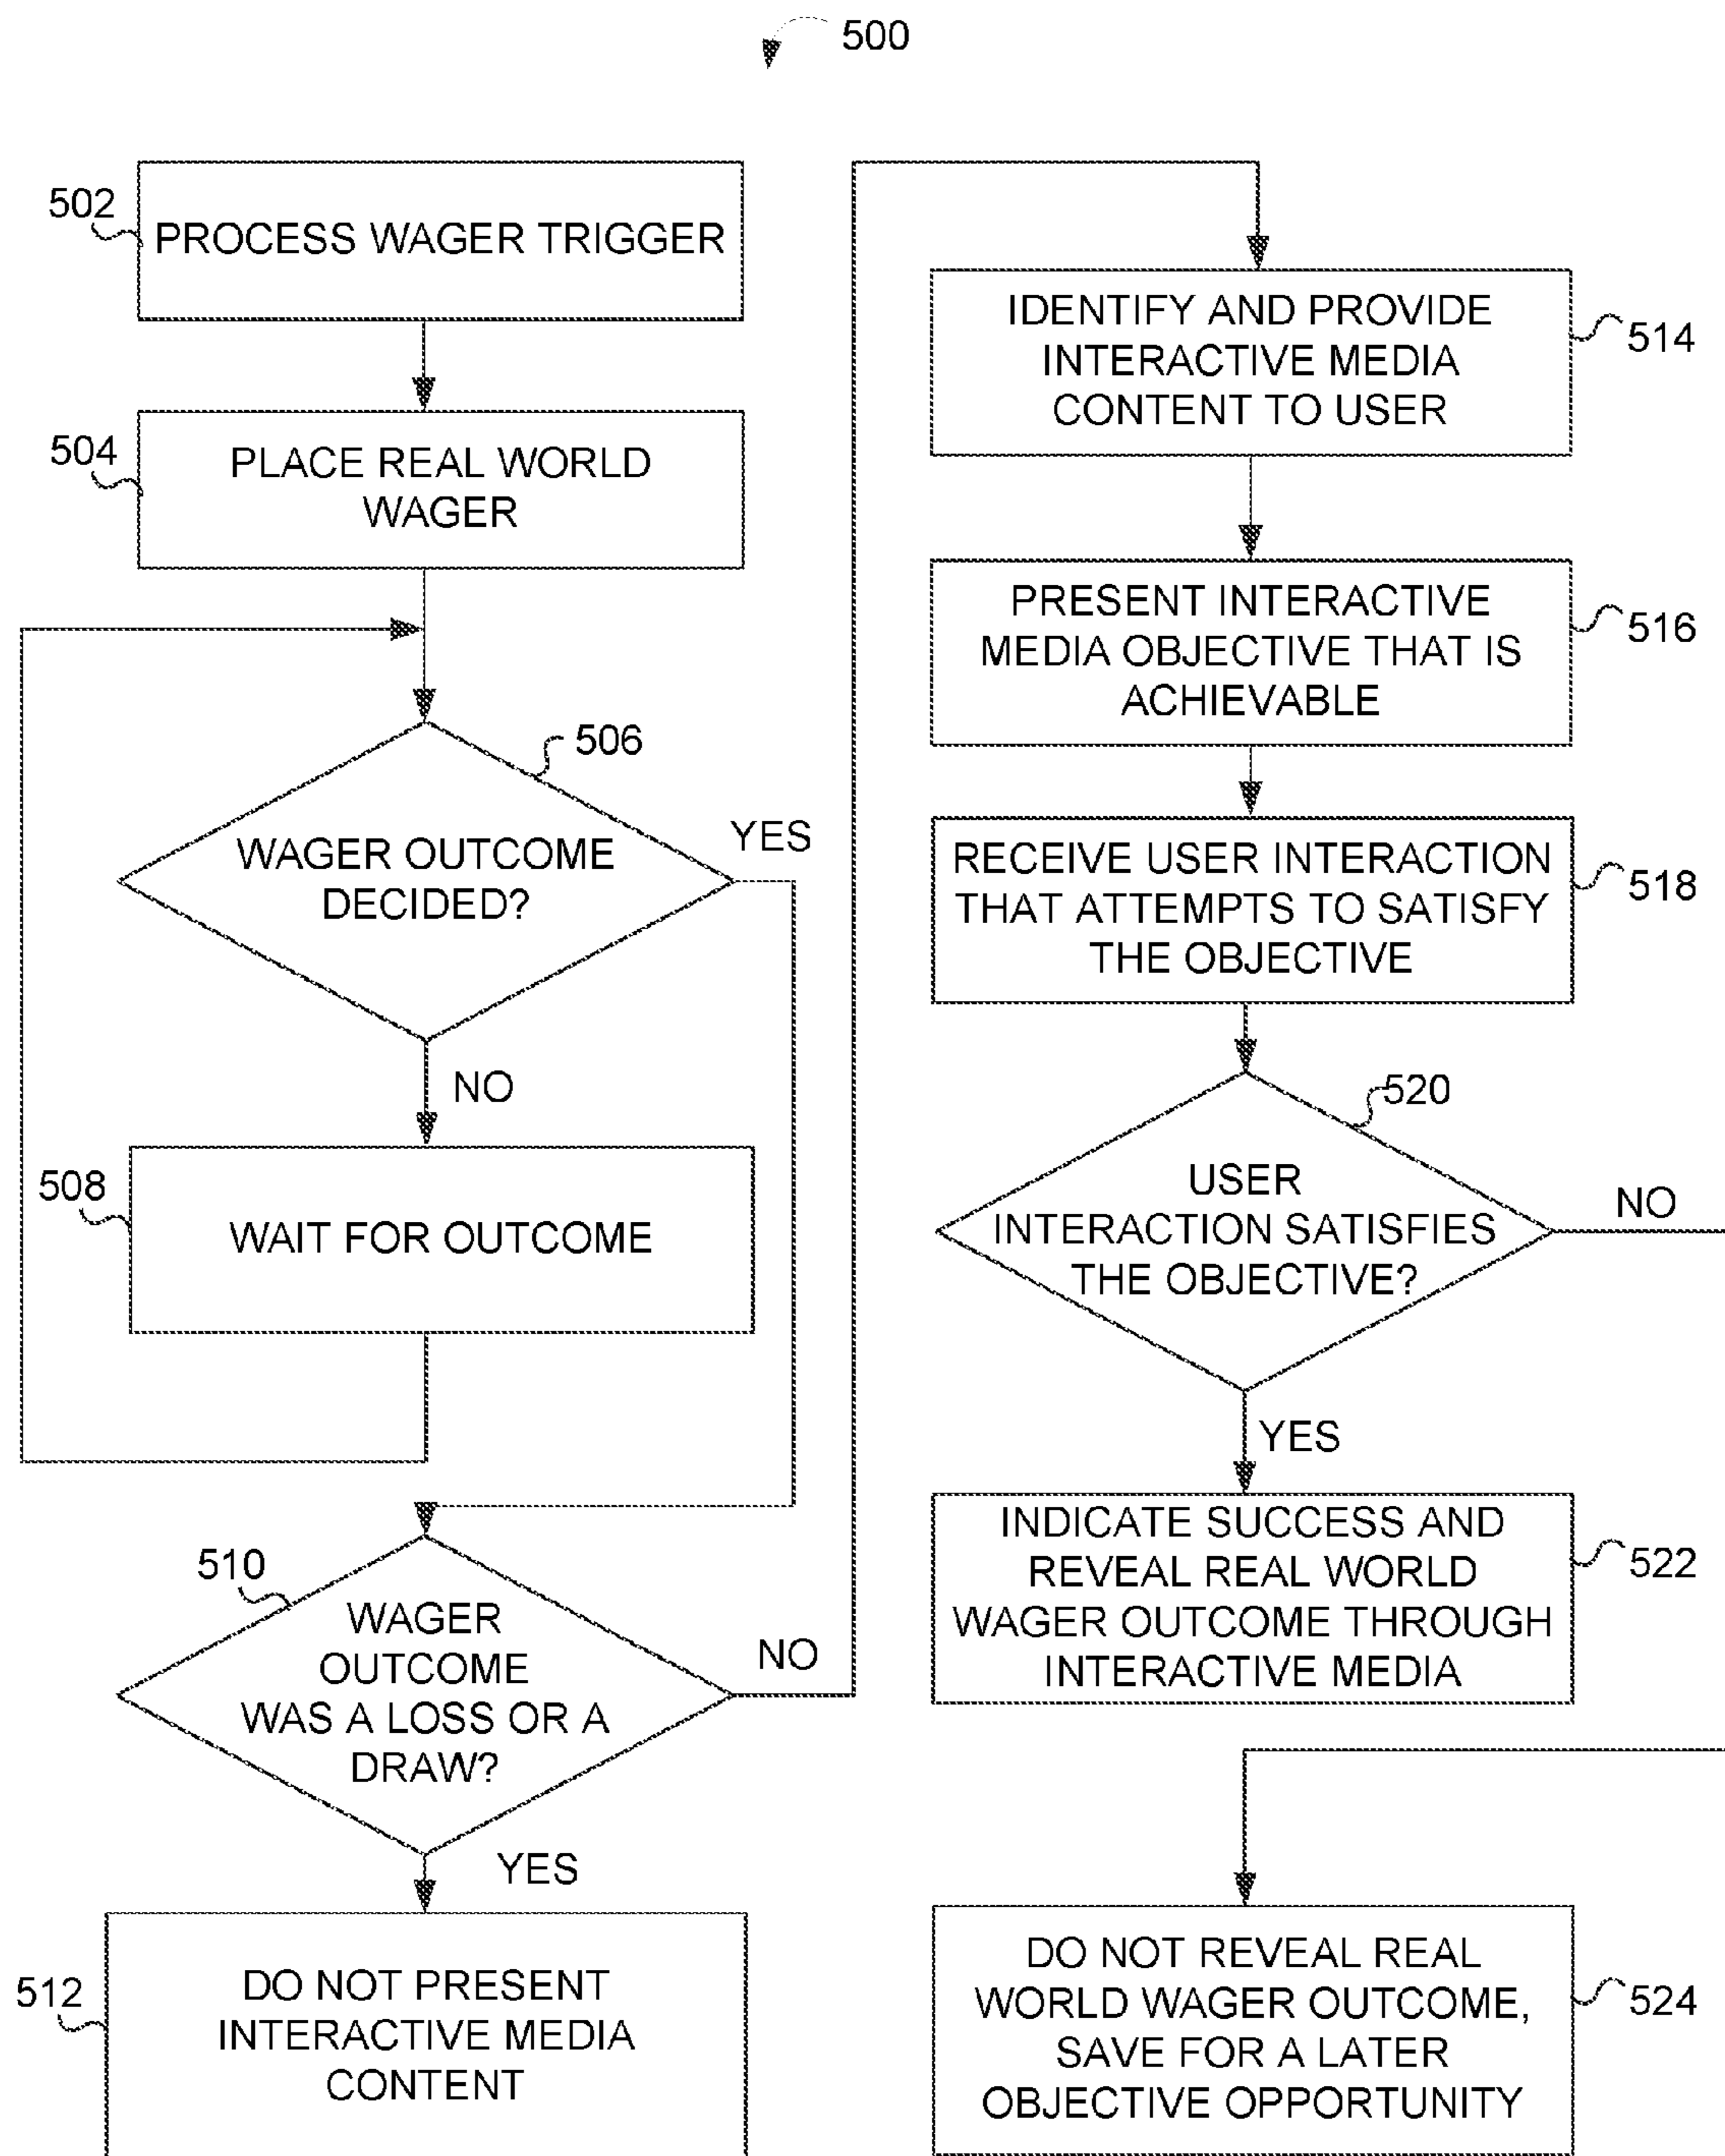 500
502
PROCESS WAGER TRIGGER
504
PLACE REAL WORLD
WAGER
506
WAGER OUTCOME
DECIDED?
YES
NO
508
WAIT FOR OUTCOME
510
WAGER
OUTCOME
WAS A LOSS OR A
DRAW?
NO
YES
512
DO NOT PRESENT
INTERACTIVE MEDIA
CONTENT
IDENTIFY AND PROVIDE
INTERACTIVE MEDIA
CONTENT TO USER
514
PRESENT INTERACTIVE
MEDIA OBJECTIVE THAT IS
ACHIEVABLE
516
RECEIVE USER INTERACTION
THAT ATTEMPTS TO SATISFY
THE OBJECTIVE
518
520
USER
INTERACTION SATISFIES
THE OBJECTIVE?
NO
YES
INDICATE SUCCESS AND
REVEAL REAL WORLD
WAGER OUTCOME THROUGH
INTERACTIVE MEDIA
522
DO NOT REVEAL REAL
WORLD WAGER OUTCOME,
SAVE FOR A LATER
OBJECTIVE OPPORTUNITY
524